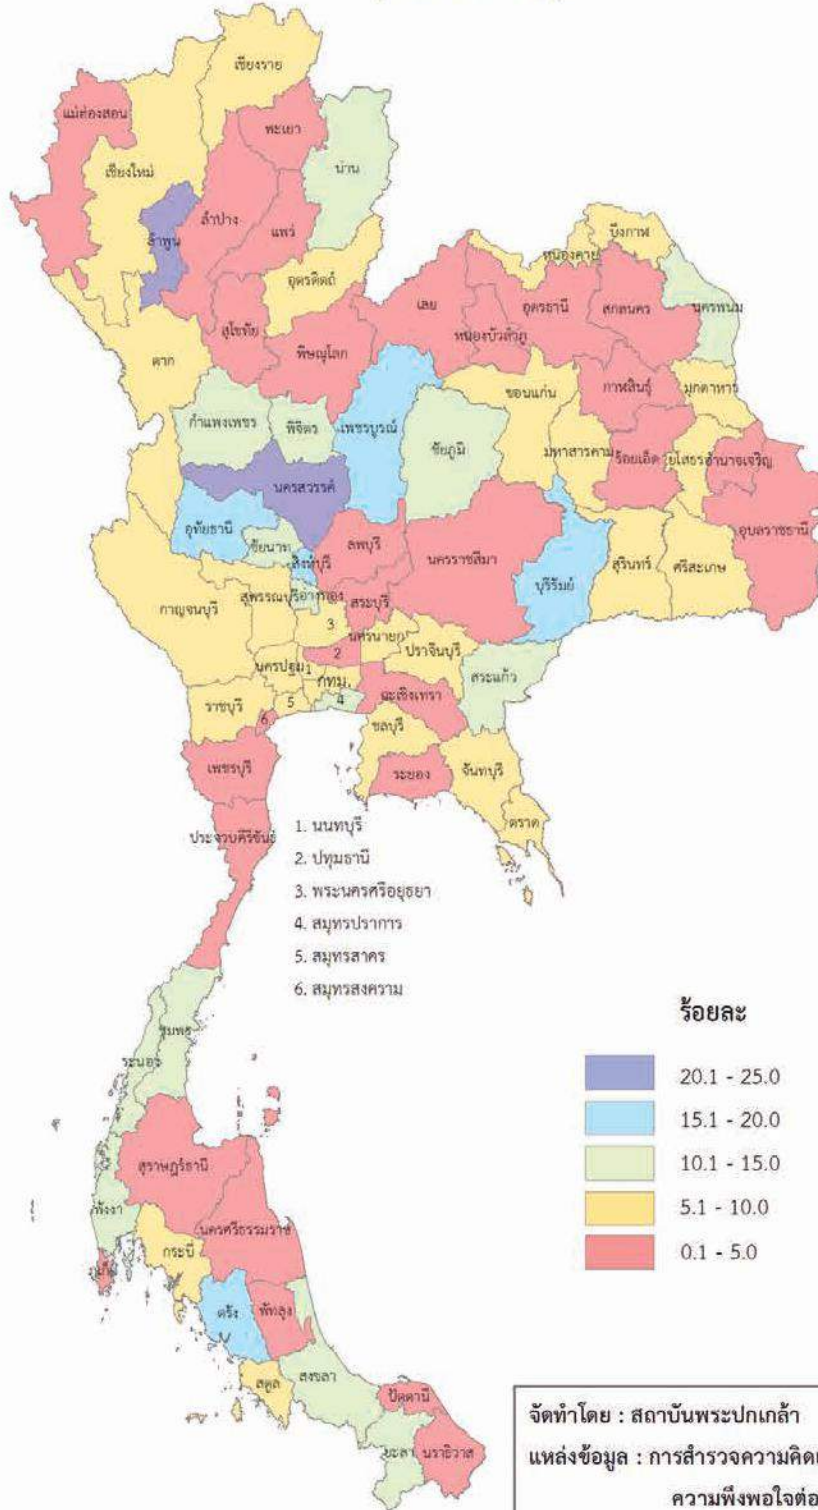 เชียงราย
แม่ฮ่องสอน
พะเยา
เชียงใหม่
น่าน
ลำพูน
ลำปาง
แพร่
บึงกาฬ
หนองคาย
อุตรดิตถ์
นครพนม
สุโขทัย
เลย
อุดรธานี
สกลนคร
หนองบัวลำภู
พิษณุโลก
ตาก
กาฬสินธุ์
มุกดาหาร
ขอนแก่น
กำแพงเพชร
พิจิตร
เพชรบูรณ์
ชัยภูมิ
มหาสารคาม
ร้อยเอ็ด
ยโสธร
อำนาจเจริญ
นครสวรรค์
อุบลราชธานี
อุทัยธานี
ชัยนาท
ลพบุรี
นครราชสีมา
สิงห์บุรี
บุรีรัมย์
สุรินทร์
ศรีสะเกษ
กาญจนบุรี
สุพรรณบุรี
อ่างทอง
สระบุรี
3
นครนายก
2
ปราจีนบุรี
นครปฐม
1
กทม.
สระแก้ว
ฉะเชิงเทรา
ราชบุรี
5
4
6
ชลบุรี
เพชรบุรี
ระยอง
จันทบุรี
ตราด
ประจวบคีรีขันธ์
1. นนทบุรี
2. ปทุมธานี
3. พระนครศรีอยุธยา
4. สมุทรปราการ
5. สมุทรสาคร
6. สมุทรสงคราม
ชุมพร
ระนอง
สุราษฎร์ธานี
พังงา
นครศรีธรรมราช
กระบี่
ภูเก็ต
ตรัง
พัทลุง
สตูล
สงขลา
ปัตตานี
ยะลา
นราธิวาส
ร้อยละ
20.1 - 25.0
15.1 - 20.0
10.1 - 15.0
5.1 - 10.0
0.1 - 5.0
จัดทำโดย : สถาบันพระปกเกล้า
แหล่งข้อมูล : การสำรวจความคิด
ความพึงพอใจต่อ